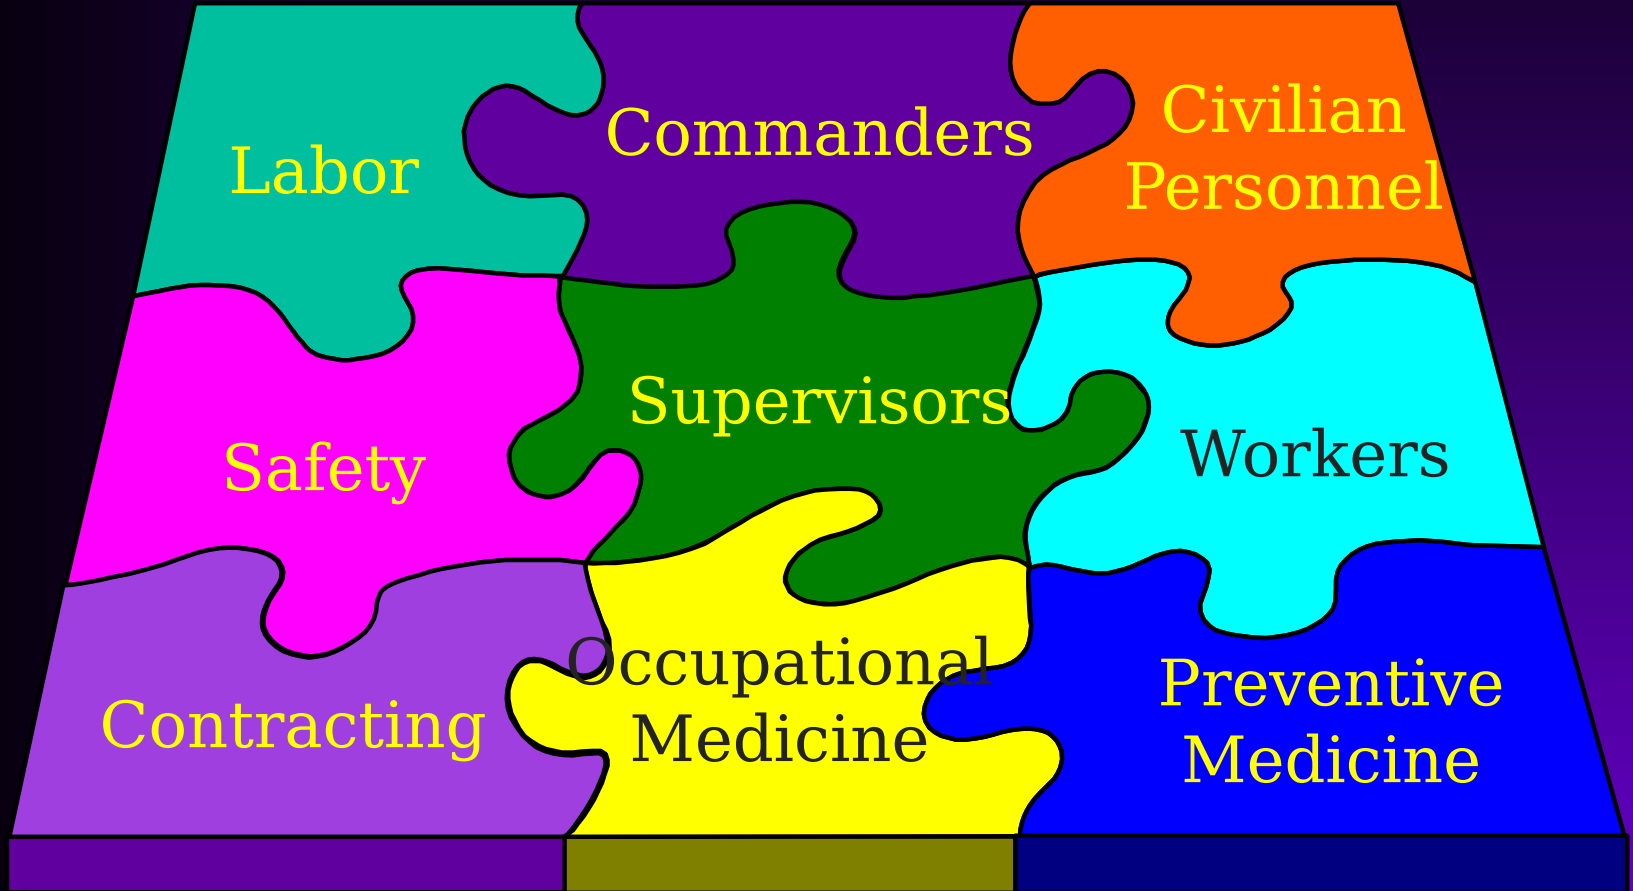 Labor
Commanders
Civilian
Personnel
Safety
Supervisors
Workers
Contracting
Occupational
Medicine
Preventive
Medicine